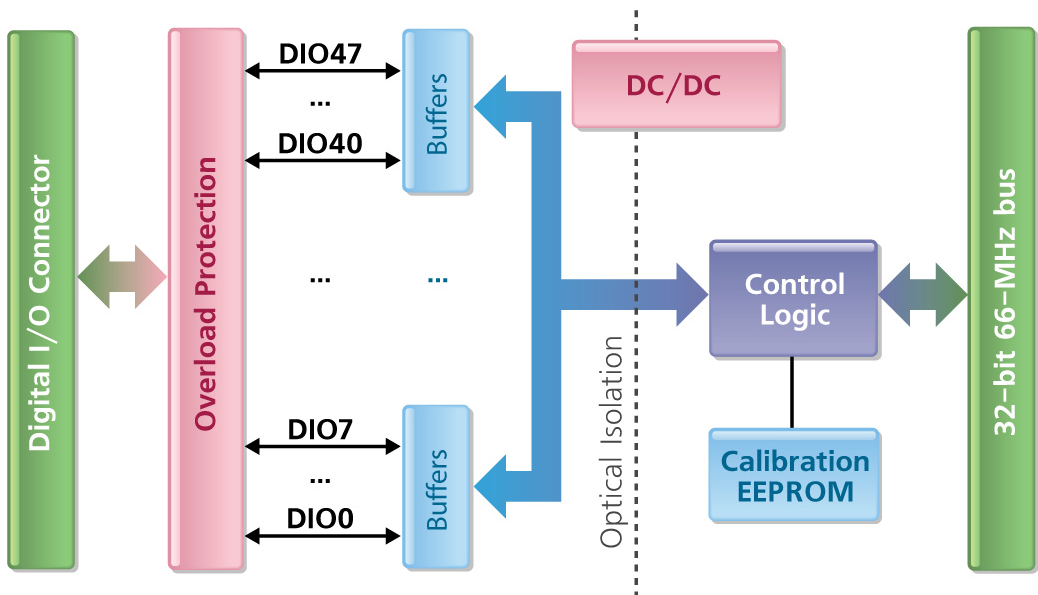 Digital I/O Connector
Overload Protection
DIO47
...
DIO40
...
DIO7
...
DIO0
Buffers
...
Buffers
DC/DC
Optical Isolation
Control
Logic
Calibration
EEPROM
32-bit 66-MHz bus